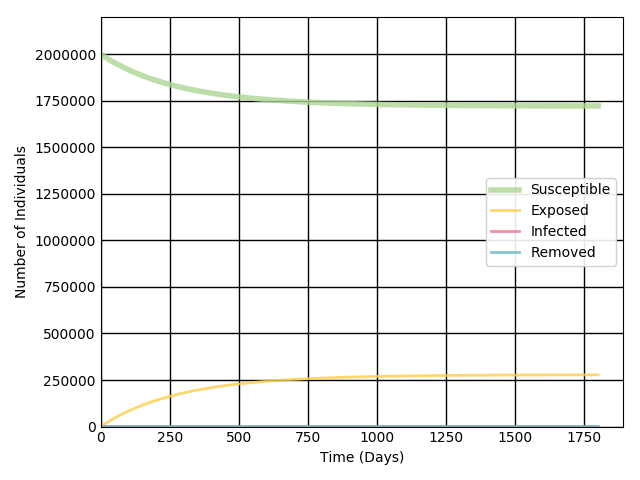 2000000
1750000
1500000
1250000
1000000
750000
500000
250000
0
Number of Individuals
Susceptible
Exposed
Infected
Removed
0 250 500 750 1000 1250 1500 1750
Time (Days)